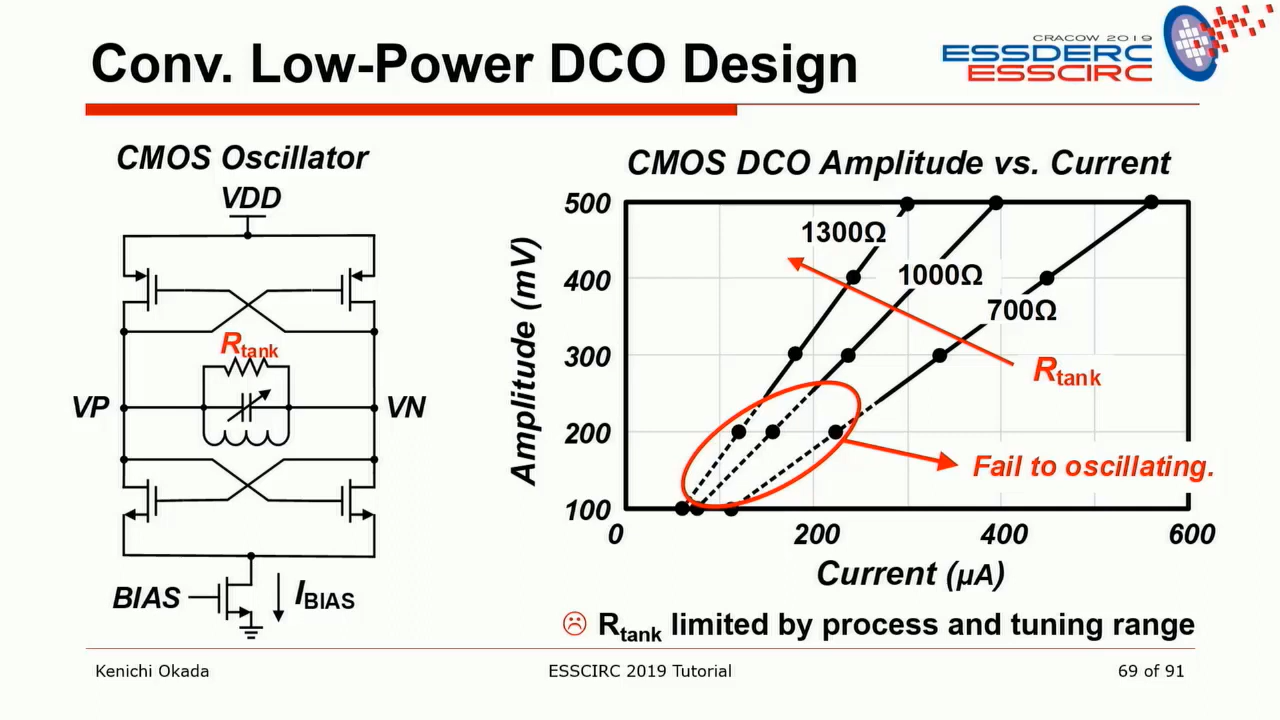 Conv. Low-Power DCO Design
CRACOW 2019
ESSDERC
ESSCIRC
CMOS Oscillator
VDD
Rtank
VP
VN
BIAS
IBIAS
CMOS DCO Amplitude vs. Current
Amplitude (mV)
500
400
300
200
100
0
200
400
600
Current (μA)
1300Ω
1000Ω
700Ω
Rtank
Fail to oscillating.
☹ Rtank limited by process and tuning range
Kenichi Okada
ESSCIRC 2019 Tutorial
69 of 91